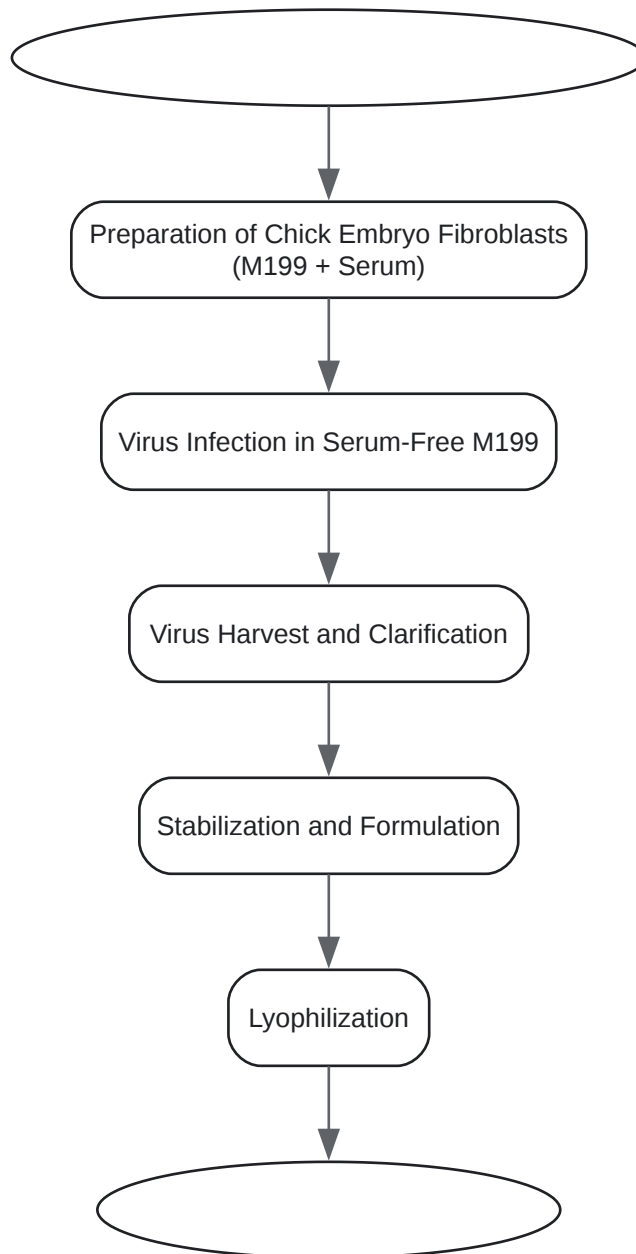 Preparation of Chick Embryo Fibroblasts
(M199 + Serum)
Virus Infection in Serum-Free M199
Virus Harvest and Clarification
Stabilization and Formulation
Lyophilization